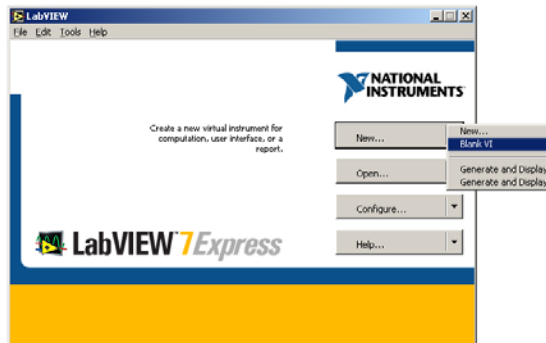 LabVIEW
File Edit Tools Help
NATIONAL
INSTRUMENTS
Create a new virtual instrument for
computation, user interface, or a
report.
New...
New...
Blank VI
Open...
Generate and Display
Generate and Display
Configure...
LabVIEW 7 Express
Help...